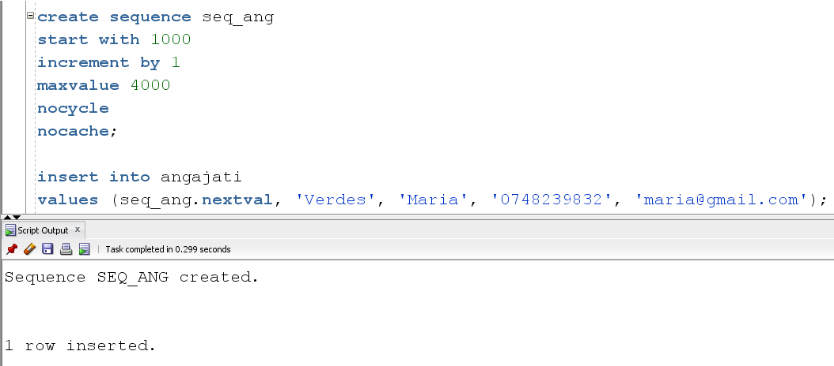 create sequence seq_ang
start with 1000
increment by 1
maxvalue 4000
nocycle
nocache;
insert into angajati
values (seq_ang.nextval, 'Verdes', 'Maria', '0748239832', 'maria@gmail.com');
Script Output x
Task completed in 0.299 seconds
Sequence SEQ_ANG created.
1 row inserted.